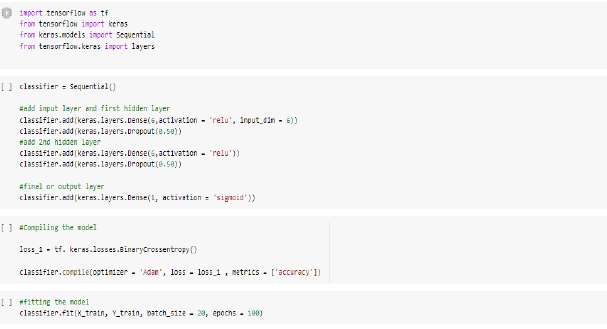 import tensorflow as tf
from tensorflow import keras
from keras.models import Sequential
from tensorflow.keras import layers
[ ] classifier = Sequential()
#add input layer and first hidden layer
classifier.add(keras.layers.Dense(6,activation = 'relu', input_dim = 6))
classifier.add(keras.layers.Dropout(0.50))
#add 2nd hidden layer
classifier.add(keras.layers.Dense(6,activation = 'relu'))
classifier.add(keras.layers.Dropout(0.50))
#final or output layer
classifier.add(keras.layers.Dense(1, activation = 'sigmoid'))
[ ] #Compiling the model
loss_1 = tf. keras.losses.BinaryCrossentropy()
classifier.compile(optimizer = 'Adam', loss = loss_1 , metrics = ['accuracy'])
[ ] #fitting the model
classifier.fit(X_train, Y_train, batch_size = 20, epochs = 100)